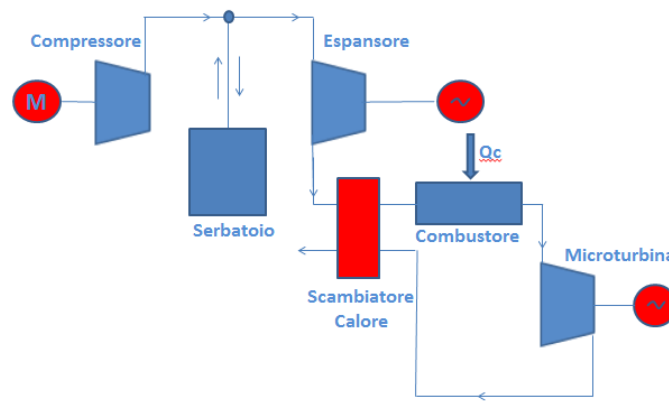 Compressore
Espansore
M
~
Qc
Serbatoio
Combustore
Microturbina
Scambiatore
Calore
~